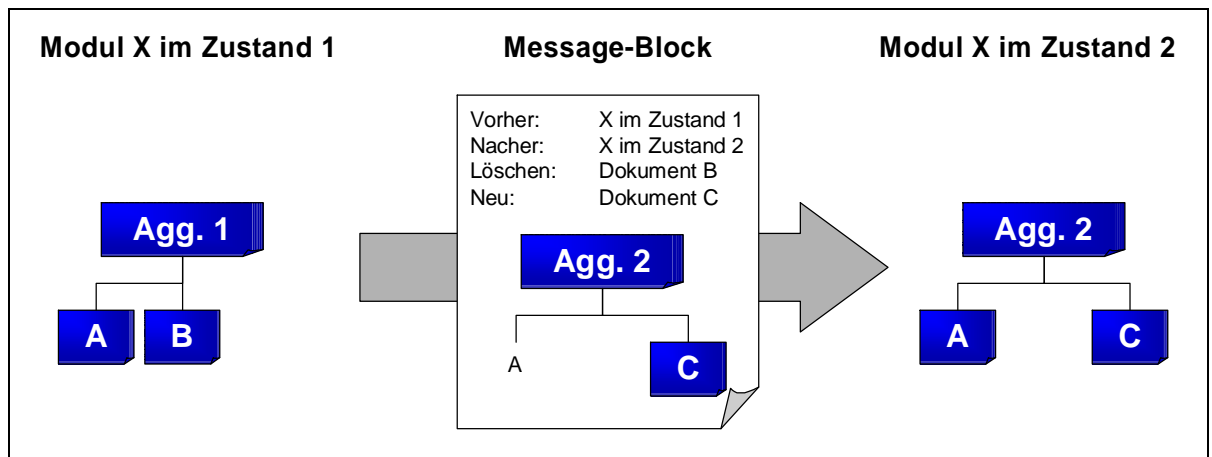 Modul X im Zustand 1
Message-Block
Modul X im Zustand 2
Vorher: X im Zustand 1
Nacher: X im Zustand 2
Löschen: Dokument B
Neu: Dokument C
Agg. 1
A
B
Agg. 2
A
C
Agg. 2
A
C